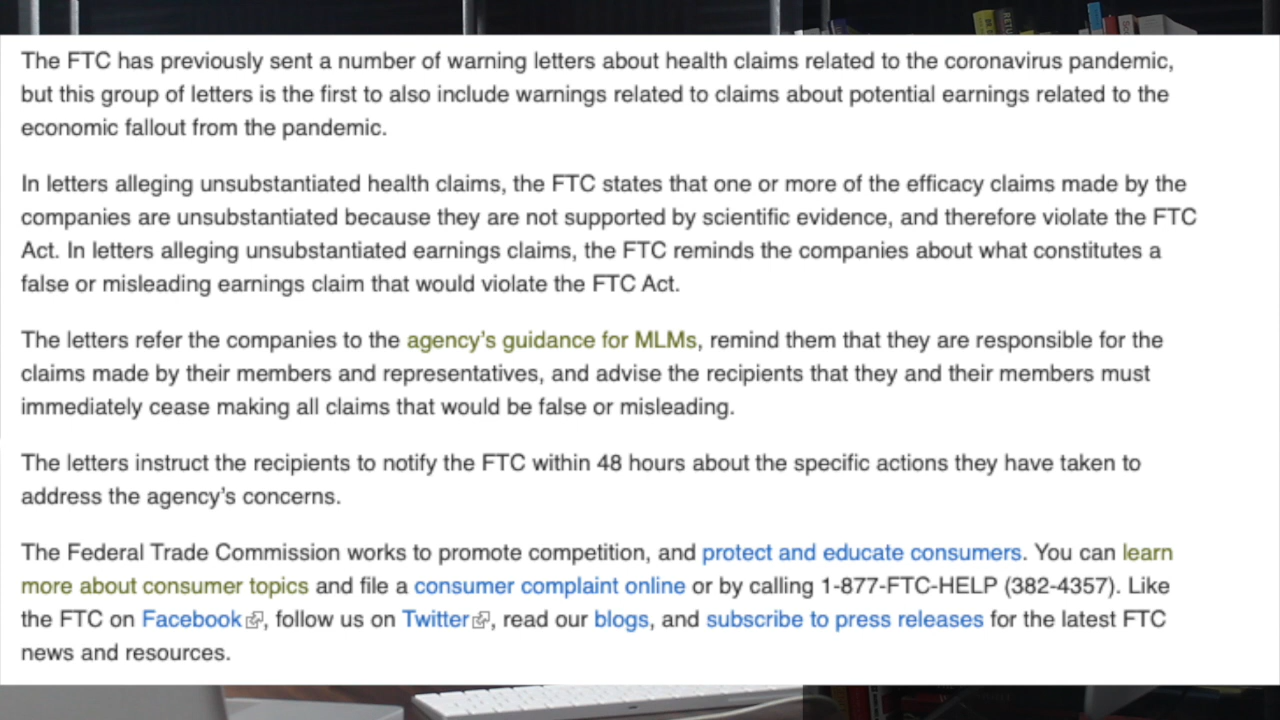 The FTC has previously sent a number of warning letters about health claims related to the coronavirus pandemic,
but this group of letters is the first to also include warnings related to claims about potential earnings related to the
economic fallout from the pandemic.
In letters alleging unsubstantiated health claims, the FTC states that one or more of the efficacy claims made by the
companies are unsubstantiated because they are not supported by scientific evidence, and therefore violate the FTC
Act. In letters alleging unsubstantiated earnings claims, the FTC reminds the companies about what constitutes a
false or misleading earnings claim that would violate the FTC Act.
The letters refer the companies to the agency's guidance for MLMs, remind them that they are responsible for the
claims made by their members and representatives, and advise the recipients that they and their members must
immediately cease making all claims that would be false or misleading.
The letters instruct the recipients to notify the FTC within 48 hours about the specific actions they have taken to
address the agency's concerns.
The Federal Trade Commission works to promote competition, and protect and educate consumers. You can learn
more about consumer topics and file a consumer complaint online or by calling 1-877-FTC-HELP (382-4357). Like
the FTC on Facebook, follow us on Twitter, read our blogs, and subscribe to press releases for the latest FTC
news and resources.